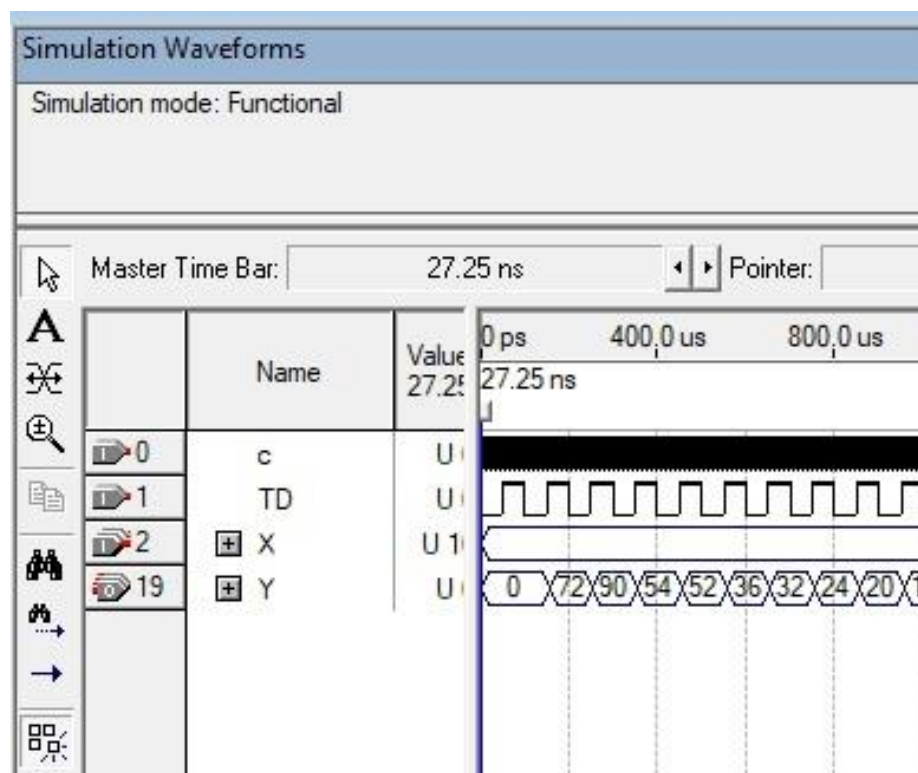 Simulation Waveforms
Simulation mode: Functional
Master Time Bar: 27.25 ns Pointer:
Name
Value
27.25
0 ps 400.0 us 800.0 us
27.25 ns
0 c U
1 TD U
2 X U 1
19 Y U 0 72 90 54 52 36 32 24 20
A